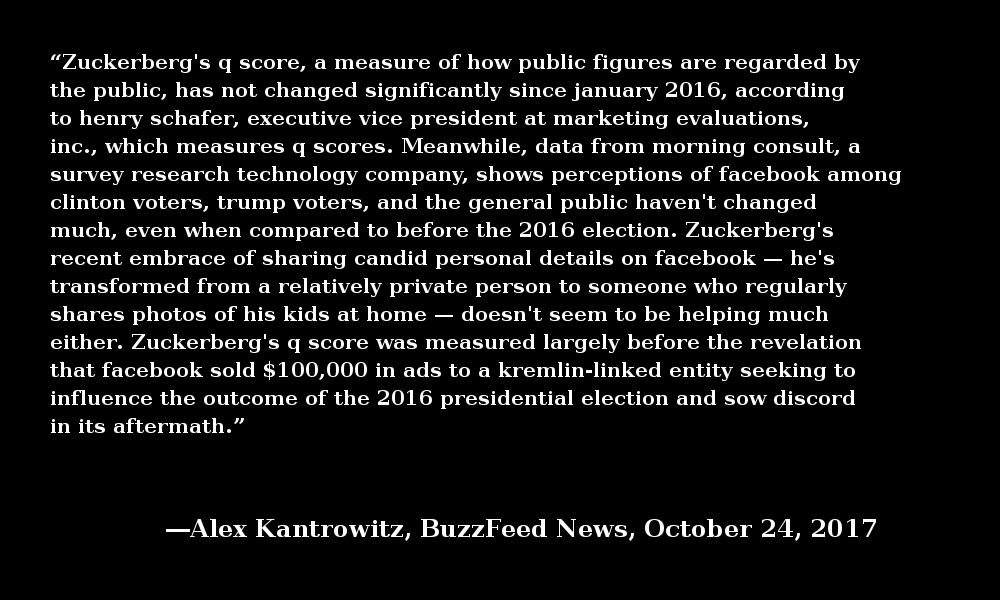 “Zuckerberg's q score, a measure of how public figures are regarded by
the public, has not changed significantly since january 2016, according
to henry schafer, executive vice president at marketing evaluations,
inc., which measures q scores. Meanwhile, data from morning consult, a
survey research technology company, shows perceptions of facebook among
clinton voters, trump voters, and the general public haven't changed
much, even when compared to before the 2016 election. Zuckerberg's
recent embrace of sharing candid personal details on facebook — he's
transformed from a relatively private person to someone who regularly
shares photos of his kids at home — doesn't seem to be helping much
either. Zuckerberg's q score was measured largely before the revelation
that facebook sold $100,000 in ads to a kremlin-linked entity seeking to
influence the outcome of the 2016 presidential election and sow discord
in its aftermath.”
—Alex Kantrowitz, BuzzFeed News, October 24, 2017